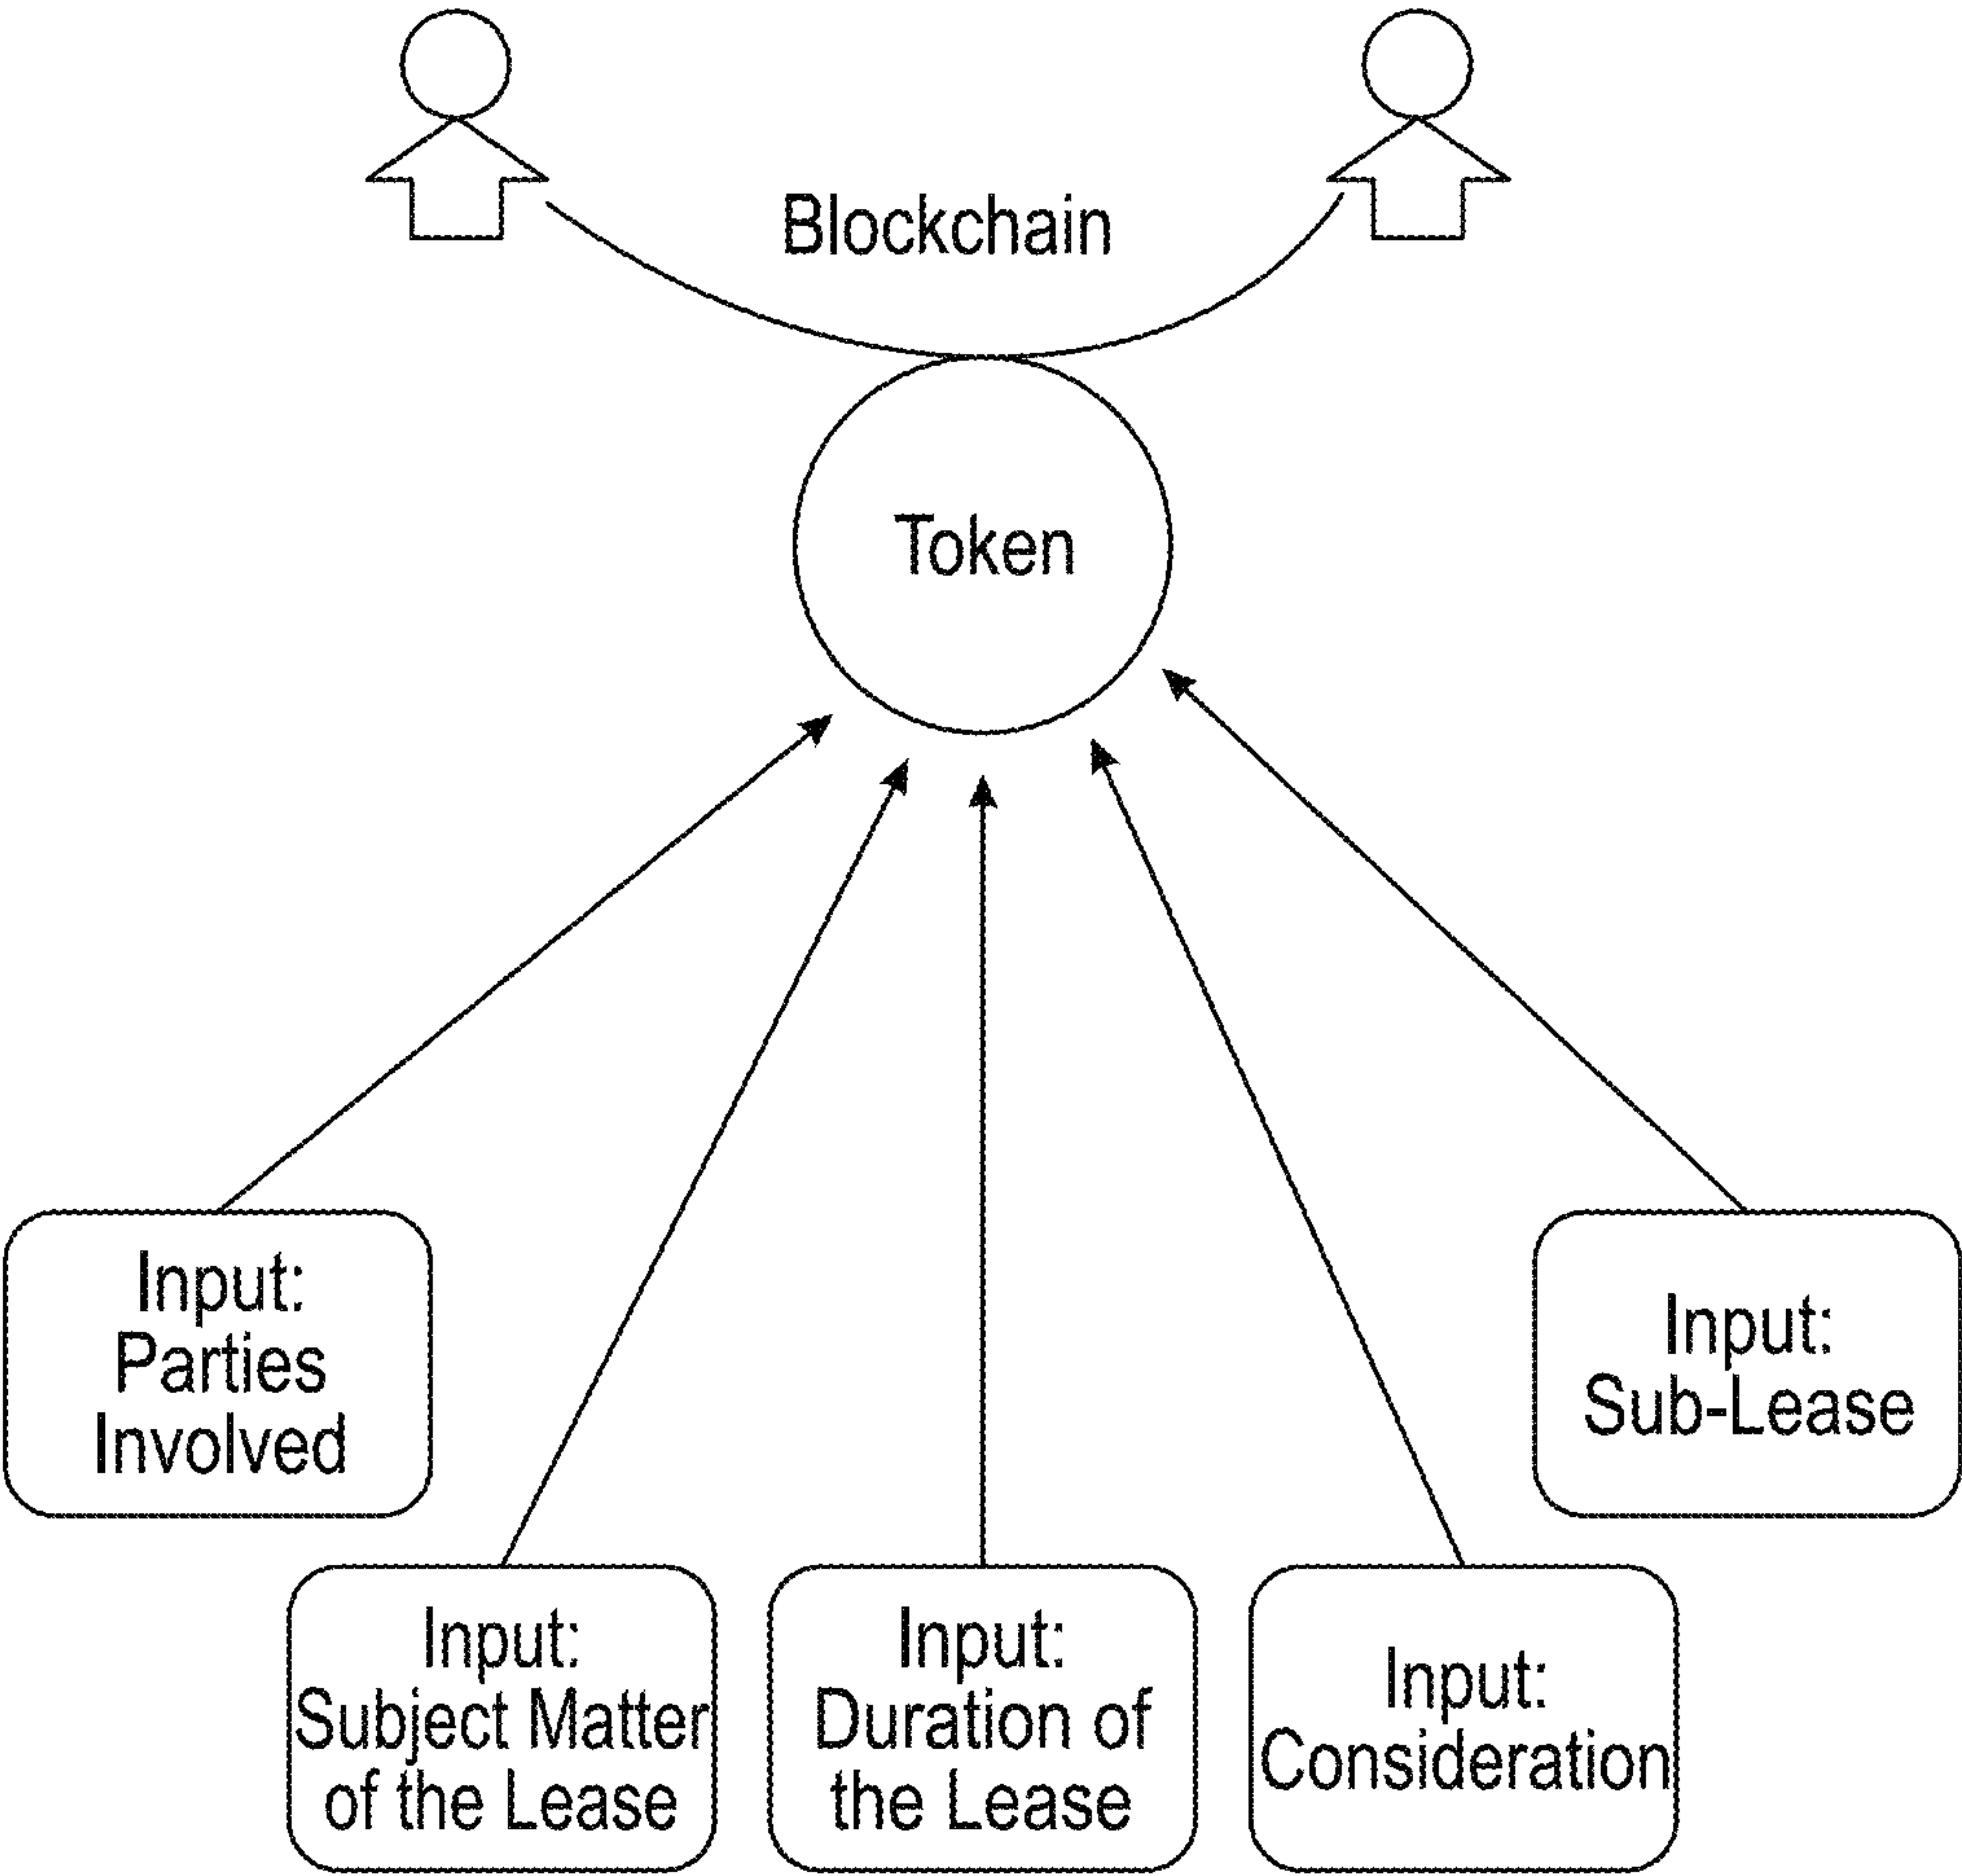 Blockchain
Token
Input:
Parties
Involved
Input:
Sub-Lease
Input:
Subject Matter
of the Lease
Input:
Duration of
the Lease
Input:
Consideration